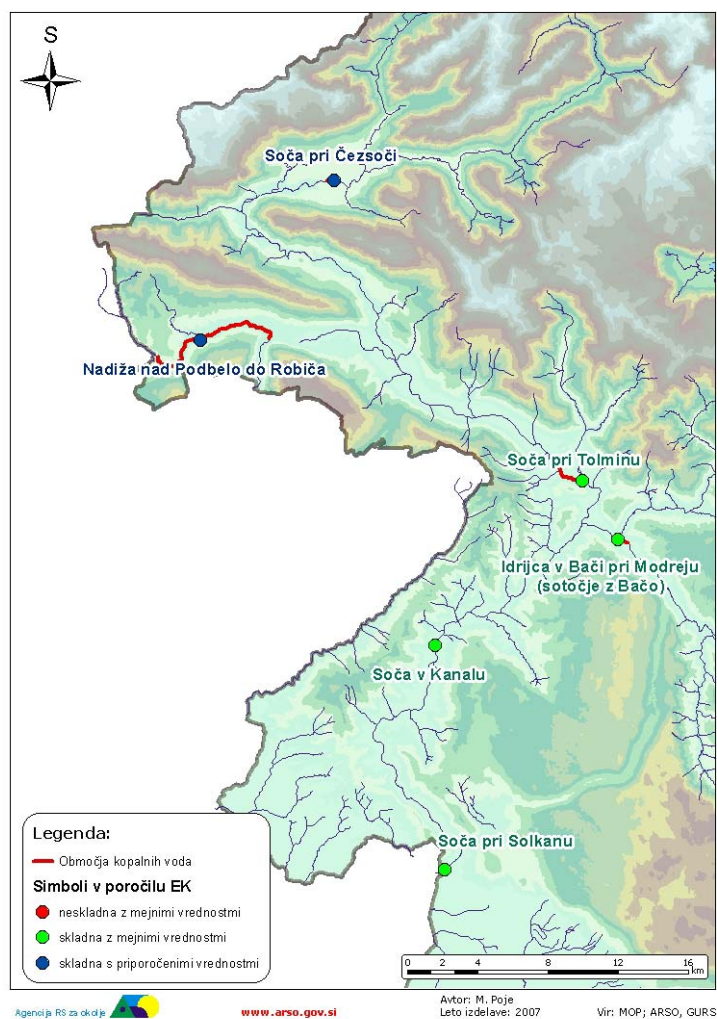 S
Soča pri Čezsoči
Nadiža nad Podbelo do Robiča
Soča pri Tolminu
Idrijca v Bači pri Modreju
(sotočje z Bačo)
Soča v Kanalu
Soča pri Solkanu
Legenda:
Območja kopalnih voda
Simboli v poročilu EK
neskladna z mejnimi vrednostmi
skladna z mejnimi vrednostmi
skladna s priporočenimi vrednostmi
0 2 4 8 12 16
km
Agencija RS za okolje
www.arso.gov.si
Avtor: M. Poje
Leto izdelave: 2007
Vir: MOP; ARSO, GURS